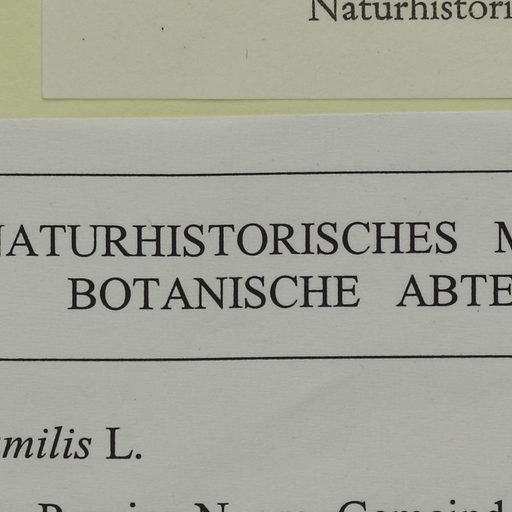 Naturhistori
NATURHISTORISCHES M
BOTANISCHE ABTE
milis L.